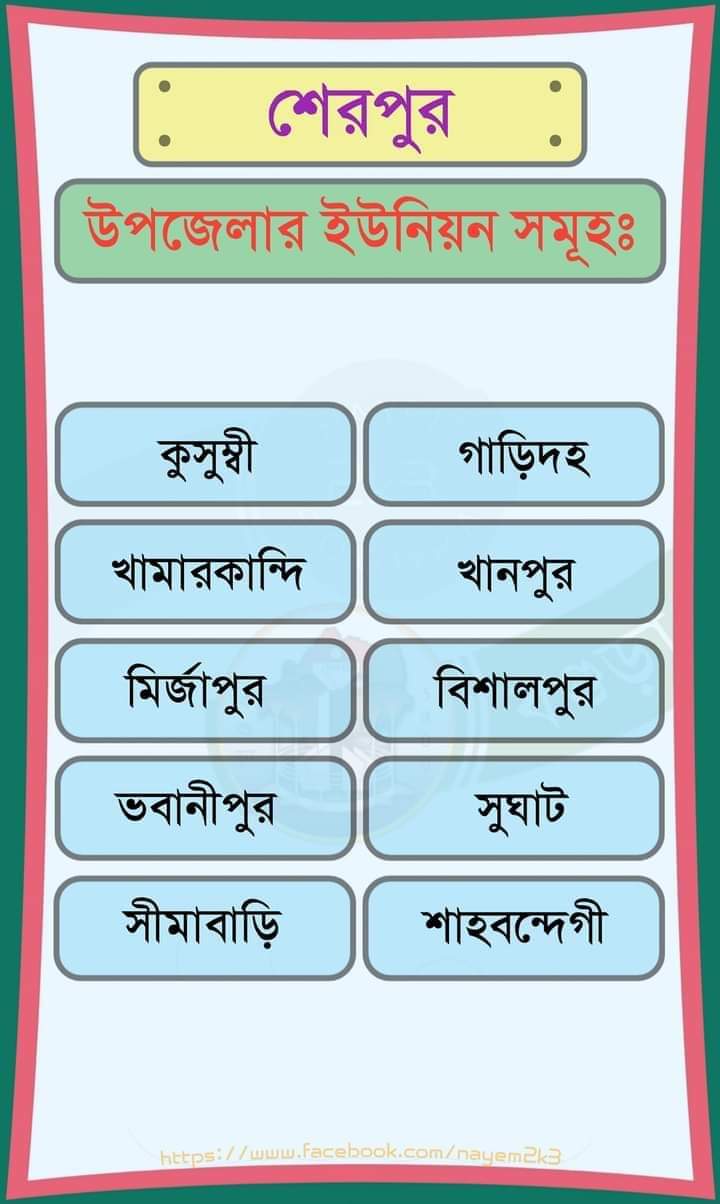 শেরপুর
উপজেলার ইউনিয়ন সমূহঃ
কুসুম্বী
গাড়িদহ
খামারকান্দি
খানপুর
মির্জাপুর
বিশালপুর
ভবানীপুর
সুঘাট
সীমাবাড়ি
শাহবন্দেগী
https://www.facebook.com/nayem2k3